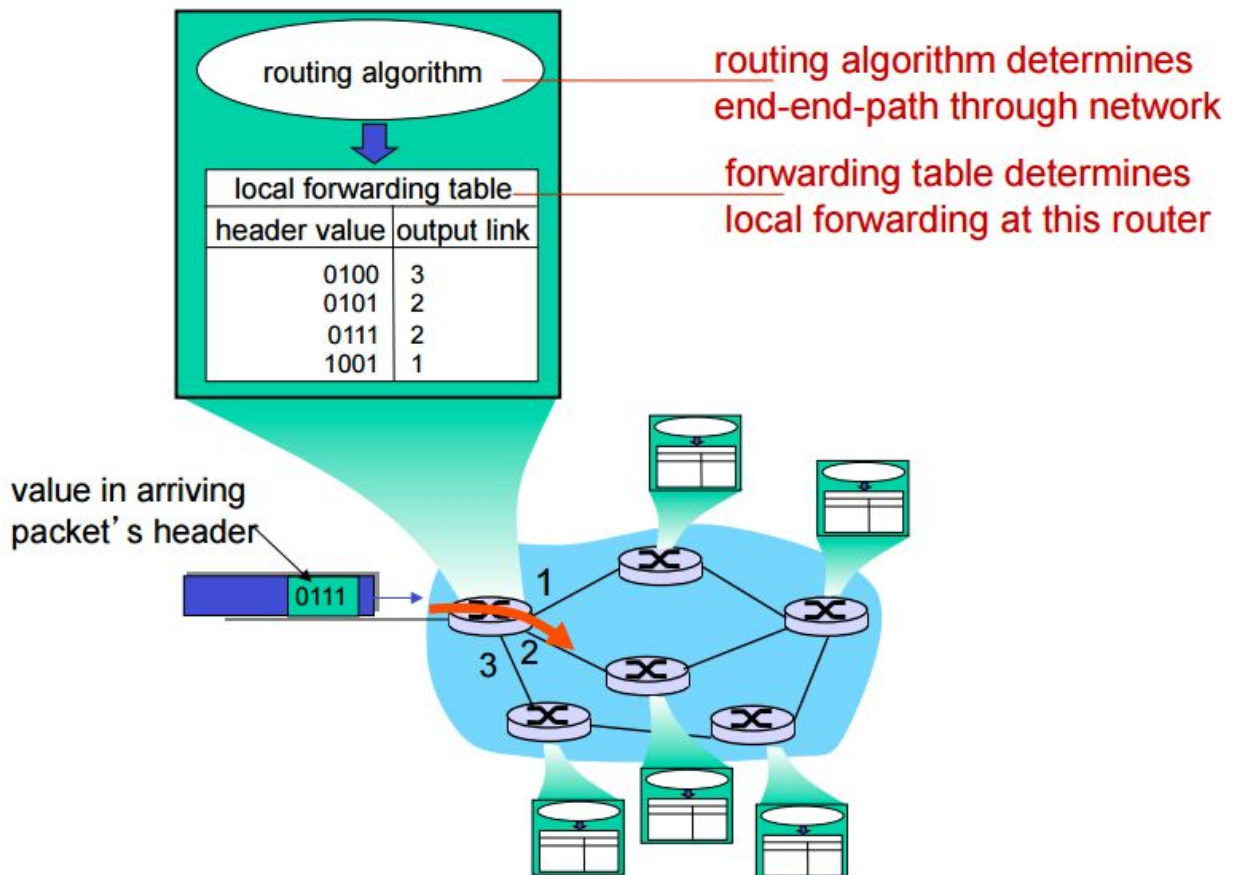 routing algorithm
routing algorithm determines
end-end-path through network
local forwarding table
header value output link
0100 3
0101 2
0111 2
1001 1
forwarding table determines
local forwarding at this router
value in arriving
packet’s header
0111
1
2
3